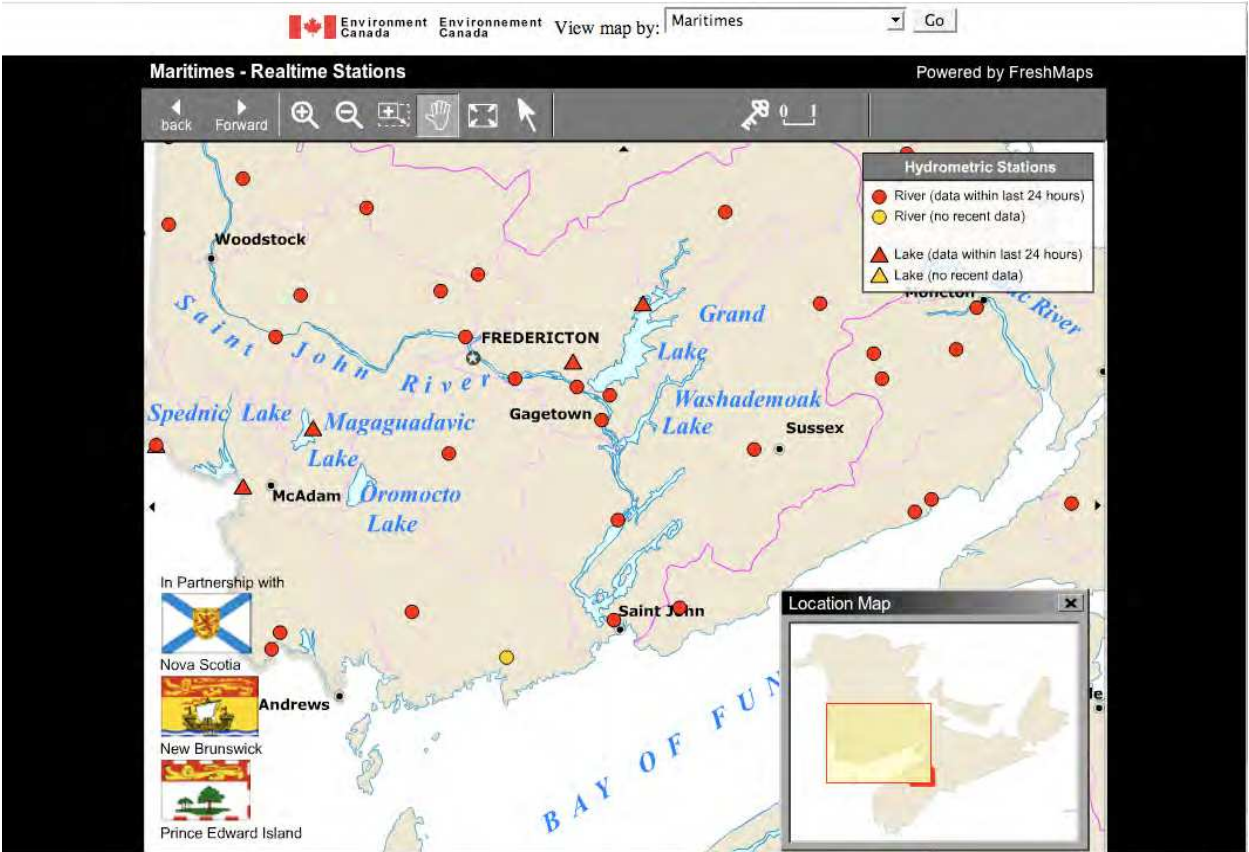 Environment Canada
Environnement Canada
View map by:
Maritimes
Go
Maritimes - Realtime Stations
Powered by FreshMaps
back
Forward
0 1
Hydrometric Stations
River (data within last 24 hours)
River (no recent data)
Lake (data within last 24 hours)
Lake (no recent data)
Woodstock
Moncton
River
Grand
Lake
FREDERICTON
Saint John River
Washademoak
Lake
Gagetown
Spednic Lake
Magaguadavic
Lake
Sussex
McAdam
Oromocto
Lake
In Partnership with
Nova Scotia
Saint John
Location Map
Andrews
New Brunswick
BAY OF FUN
le
Prince Edward Island